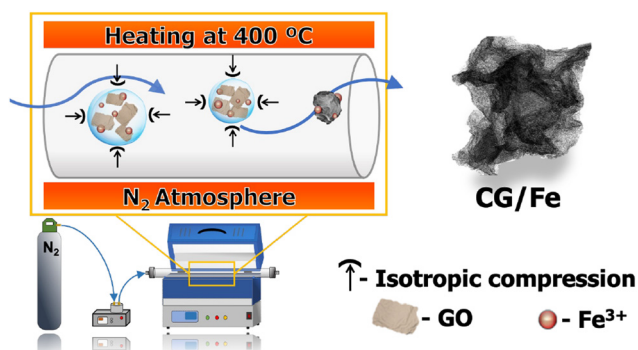 Heating at 400 ºC
N₂ Atmosphere
CG/Fe
N₂
- Isotropic compression
- GO
- Fe³⁺